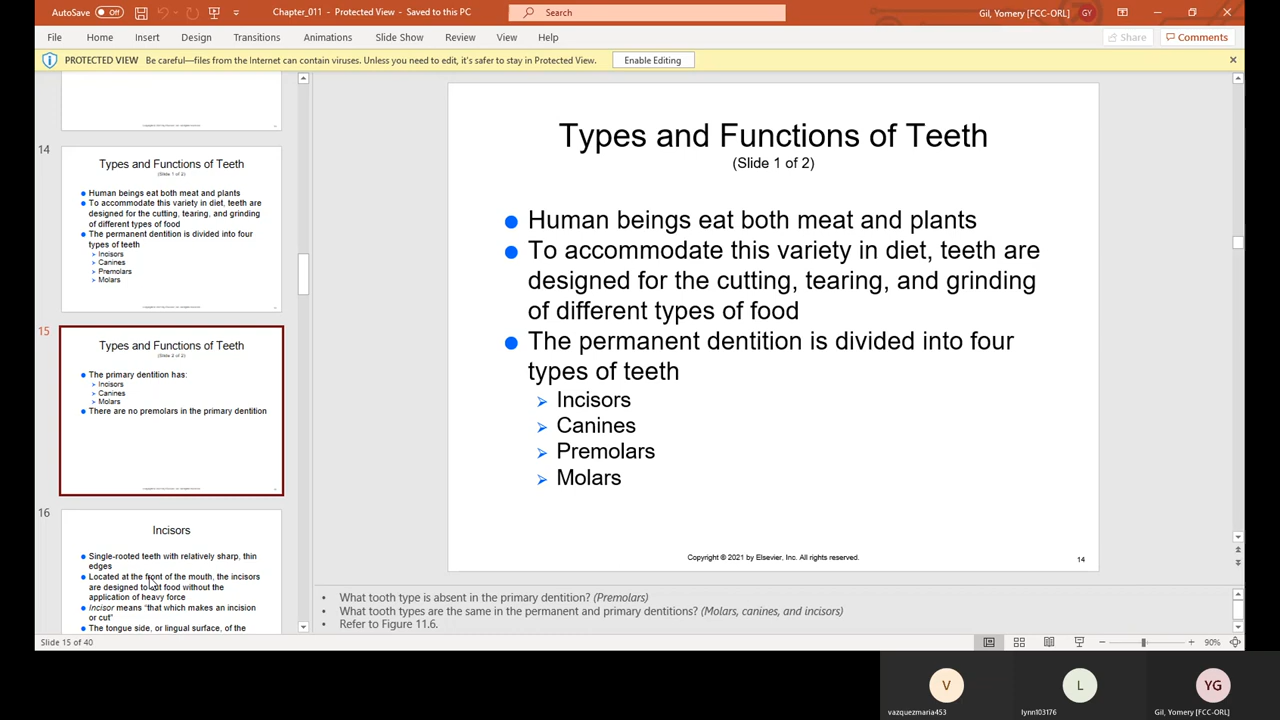 AutoSave Off
Chapter_011 - Protected View - Saved to this PC
Search
Gil, Yomery [FCC-ORL] GY
File Home Insert Design Transitions Animations Slide Show Review View Help
Share Comments
PROTECTED VIEW Be careful—files from the Internet can contain viruses. Unless you need to edit, it's safer to stay in Protected View. Enable Editing
14
Types and Functions of Teeth
(Slide 1 of 2)
Human beings eat both meat and plants
To accommodate this variety in diet, teeth are
designed for the cutting, tearing, and grinding
of different types of food
The permanent dentition is divided into four
types of teeth
Incisors
Canines
Premolars
Molars
15
Types and Functions of Teeth
(Slide 2 of 2)
The primary dentition has:
Incisors
Canines
Molars
There are no premolars in the primary dentition
16
Incisors
Single-rooted teeth with relatively sharp, thin
edges
Located at the front of the mouth, the incisors
are designed to cut food without the
application of heavy force
Incisor means "that which makes an incision
or cut"
The tongue side, or lingual surface, of the
Types and Functions of Teeth
(Slide 1 of 2)
Human beings eat both meat and plants
To accommodate this variety in diet, teeth are
designed for the cutting, tearing, and grinding
of different types of food
The permanent dentition is divided into four
types of teeth
Incisors
Canines
Premolars
Molars
Copyright © 2021 by Elsevier, Inc. All rights reserved.
14
What tooth type is absent in the primary dentition? (Premolars)
What tooth types are the same in the permanent and primary dentitions? (Molars, canines, and incisors)
Refer to Figure 11.6.
Slide 15 of 40
90%
V
vazquezmaria453
L
lynn103176
YG
Gil, Yomery [FCC-ORL]